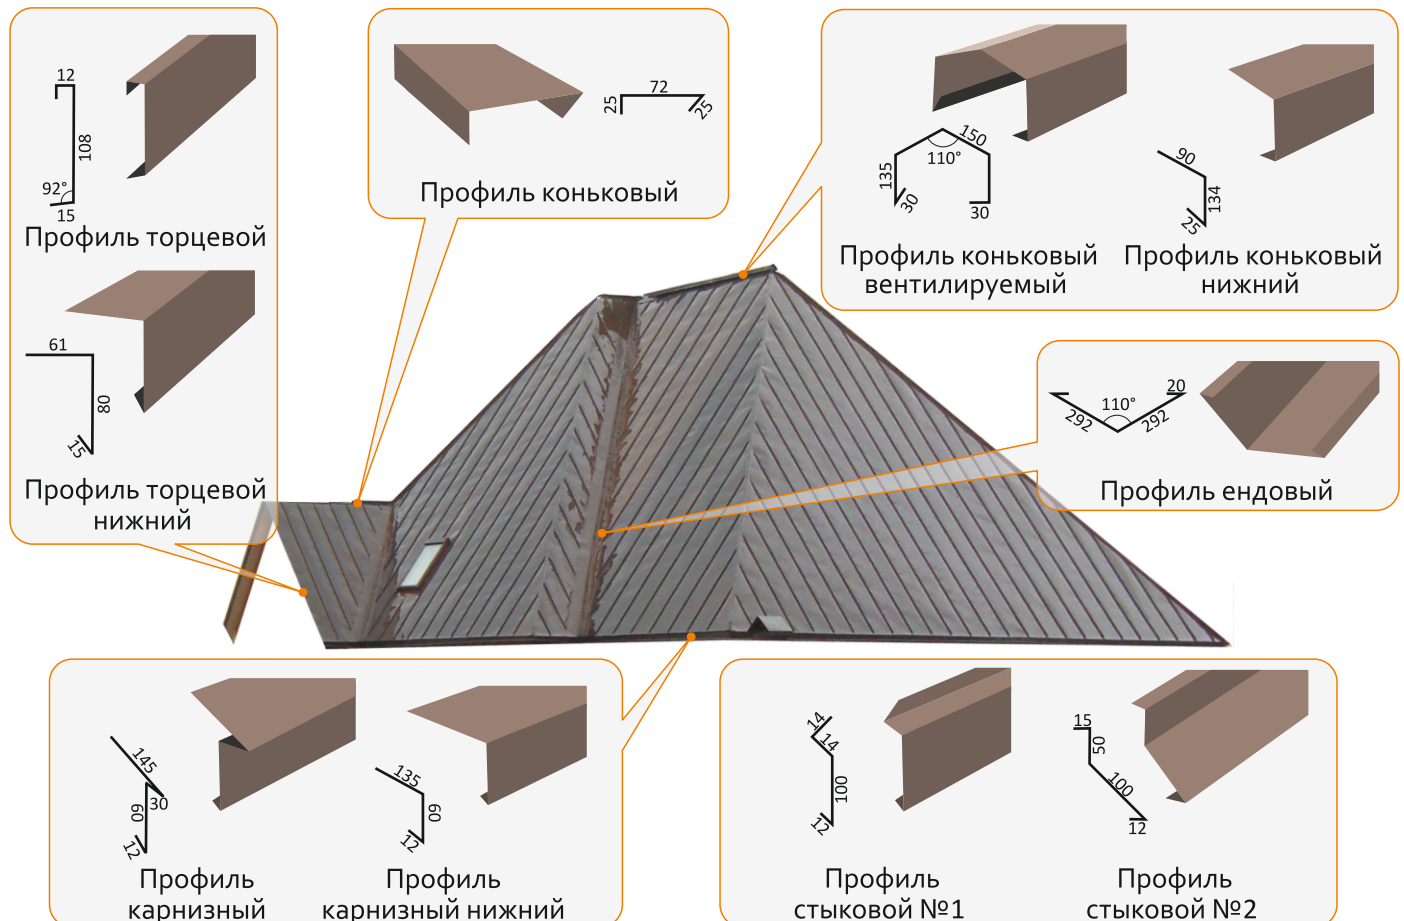 12
108
92°
15
Профиль торцевой
61
80
15
Профиль торцевой
нижний
72
25
25
Профиль коньковый
150
110°
135
30
30
Профиль коньковый
вентилируемый
90
134
25
Профиль коньковый
нижний
20
110°
292
292
Профиль ендовый
145
30
60
12
Профиль
карнизный
135
60
12
Профиль
карнизный нижний
14
14
100
12
Профиль
стыковой №1
15
50
100
12
Профиль
стыковой №2